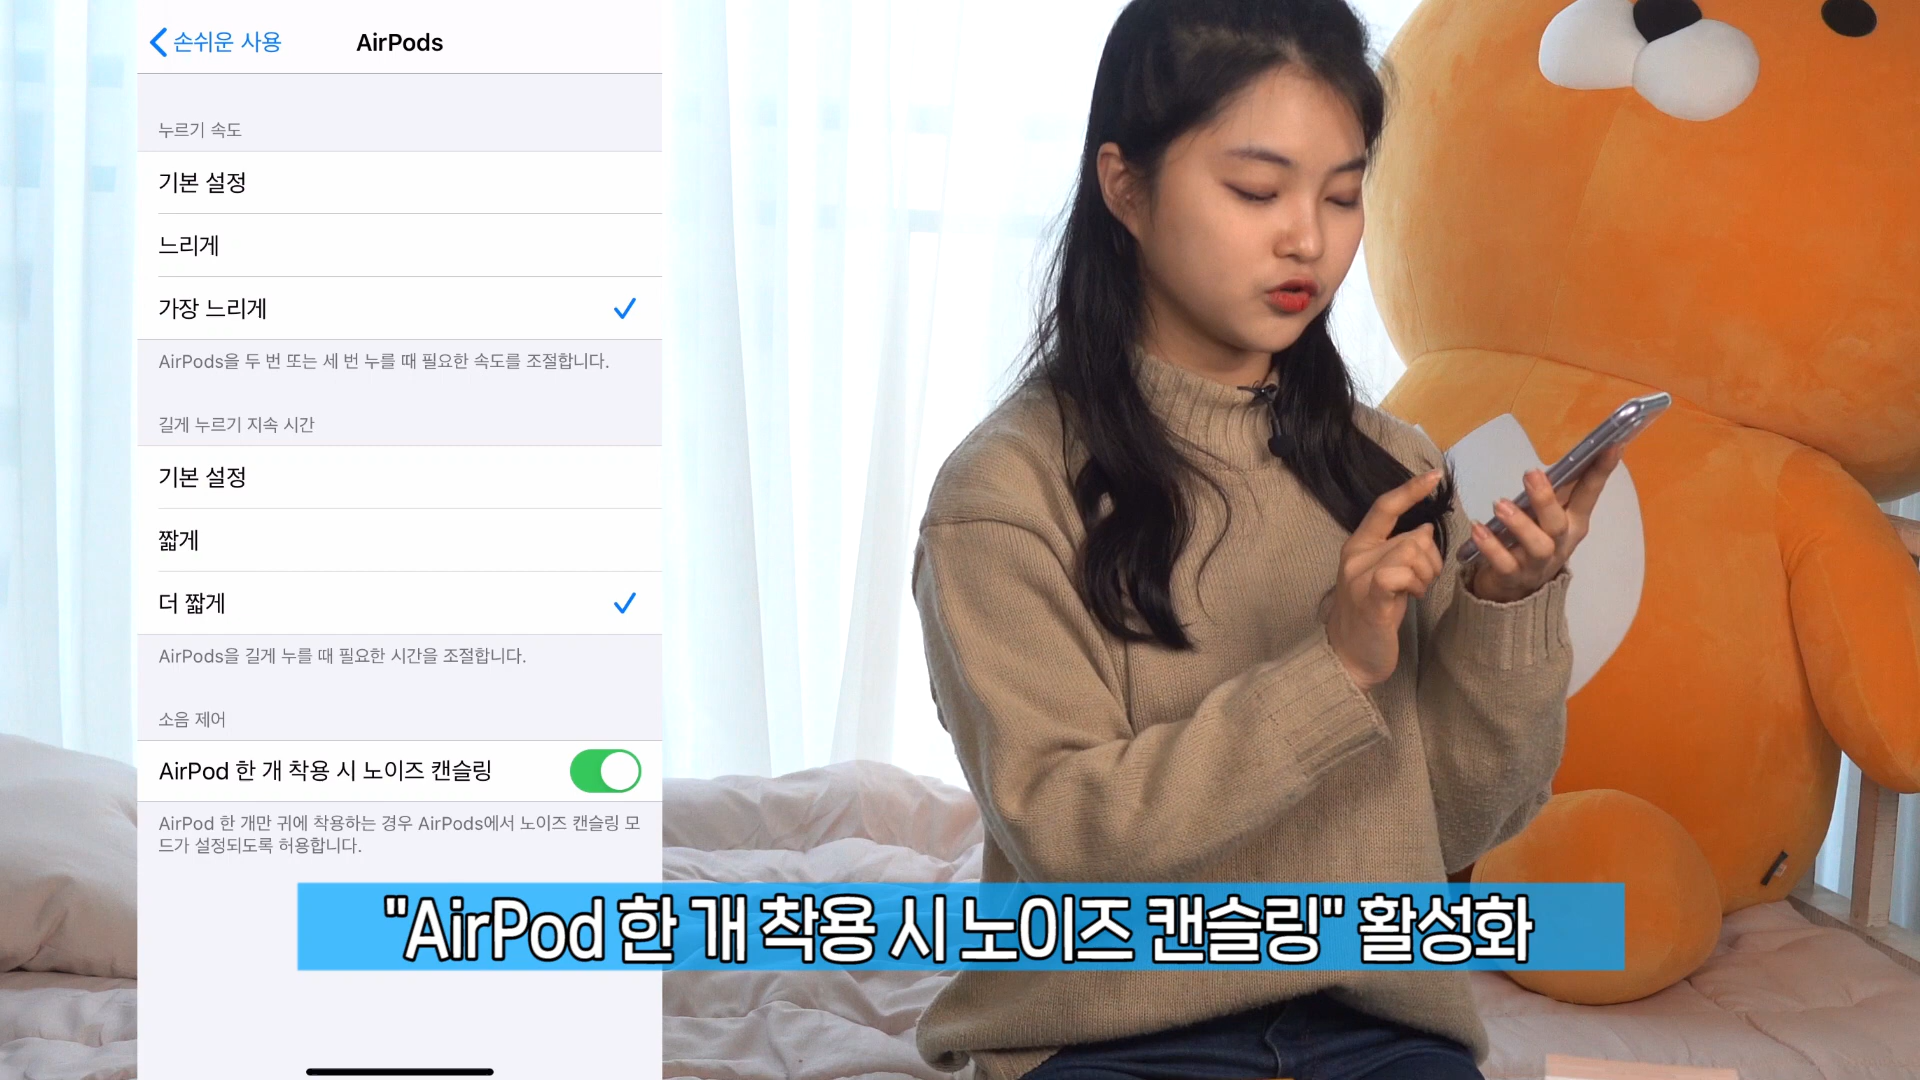 손쉬운 사용
AirPods
누르기 속도
기본 설정
느리게
가장 느리게
AirPods을 두 번 또는 세 번 누를 때 필요한 속도를 조절합니다.
길게 누르기 지속 시간
기본 설정
짧게
더 짧게
AirPods을 길게 누를 때 필요한 시간을 조절합니다.
소음 제어
AirPod 한 개 착용 시 노이즈 캔슬링
AirPod 한 개만 귀에 착용하는 경우 AirPods에서 노이즈 캔슬링 모
드가 설정되도록 허용합니다.
"AirPod 한 개 착용 시 노이즈 캔슬링" 활성화